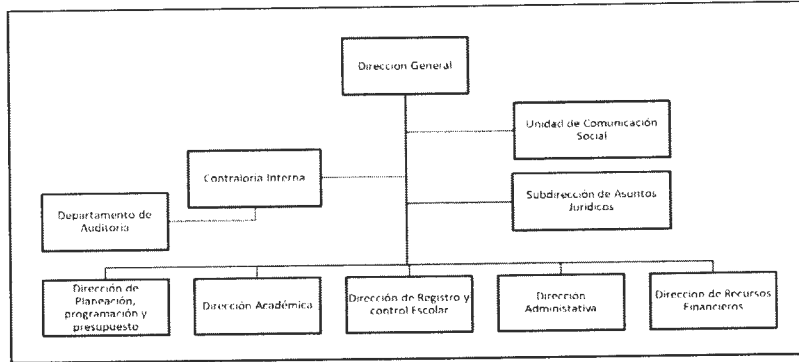 Direccion General
Unidad de Comunicación
Social
Contraloria Interna
Subdirección de Asuntos
Juridicos
Departamento de
Auditoria
Dirección de
Planeación,
programación y
presupuesto
Dirección Académica
Dirección de Registro y
control Escolar
Dirección
Administativa
Direccion de Recursos
Financieros